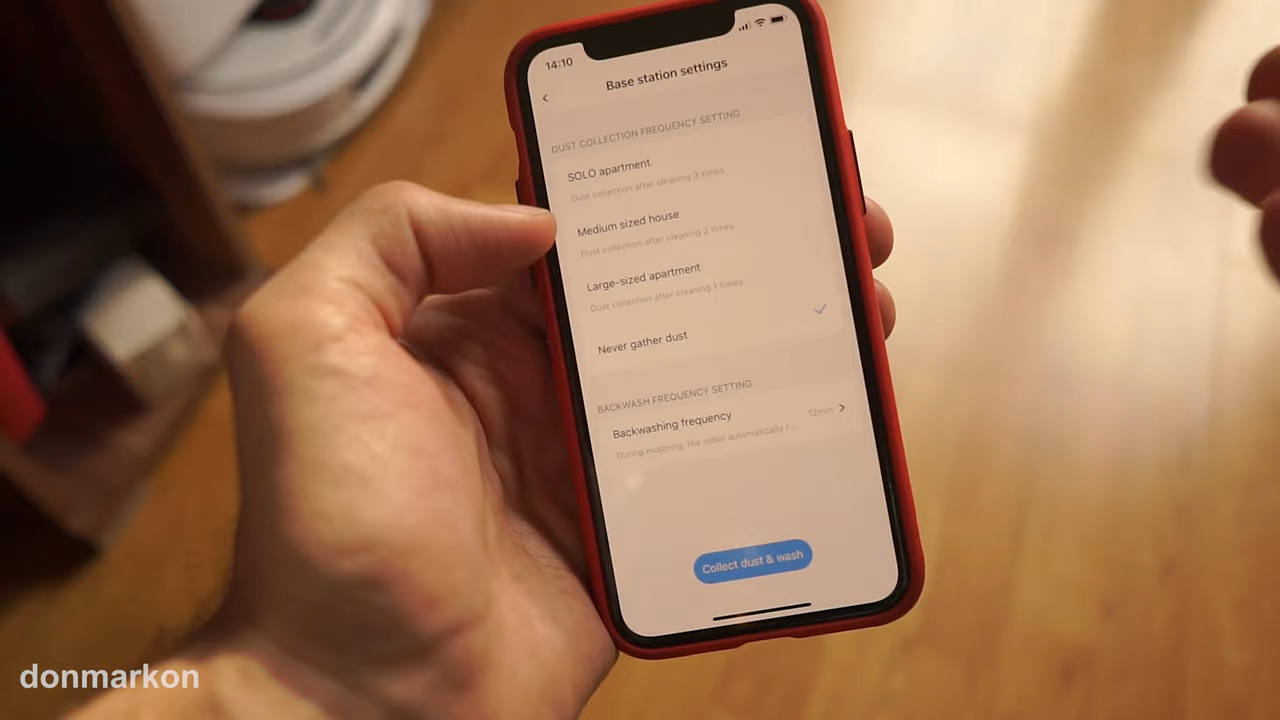 14:10
Base station settings
DUST COLLECTION FREQUENCY SETTING
SOLO apartment
Dust collection after cleaning 3 times
Medium sized house
Dust collection after cleaning 2 times
Large-sized apartment
Dust collection after cleaning 1 times
Never gather dust
BACKWASH FREQUENCY SETTING
Backwashing frequency
12min
During mopping, the robot automatically r...
Collect dust & wash
donmarkon